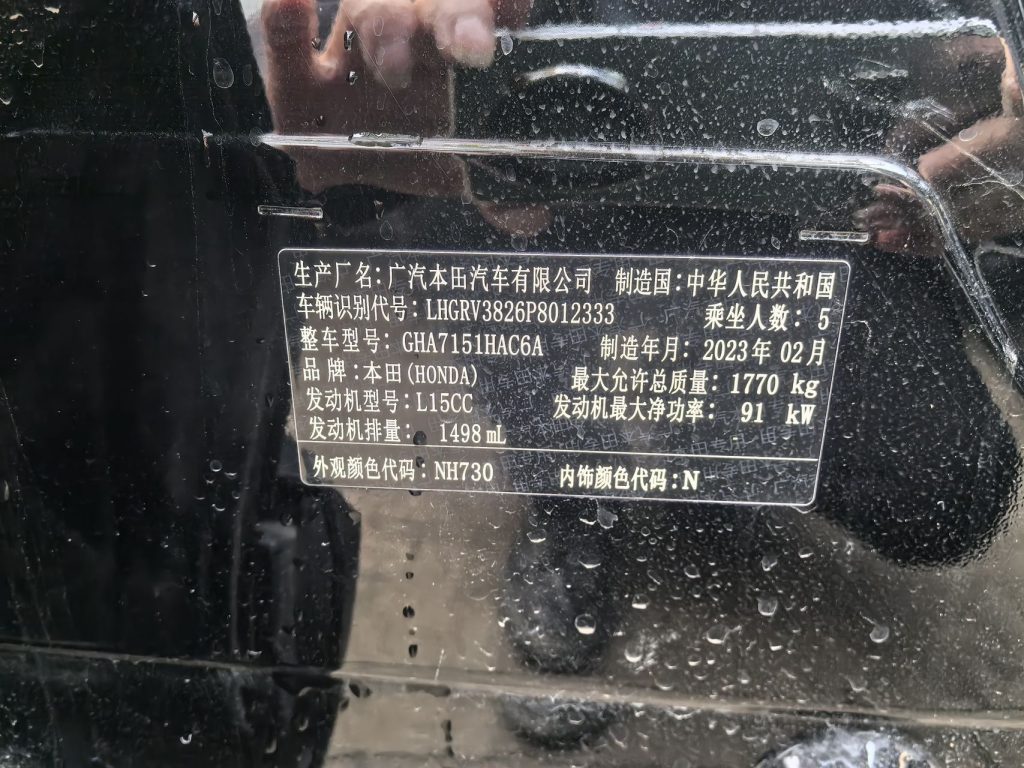 生产厂名：广汽本田汽车有限公司 制造国：中华人民共和国
车辆识别代号：LHGRV3826P8012333 乘坐人数：5
整车型号：GHA7151HAC6A 制造年月：2023年02月
品牌：本田(HONDA) 最大允许总质量：1770 kg
发动机型号：L15CC 发动机最大净功率：91 kW
发动机排量：1498 mL
外观颜色代码：NH730 内饰颜色代码：N